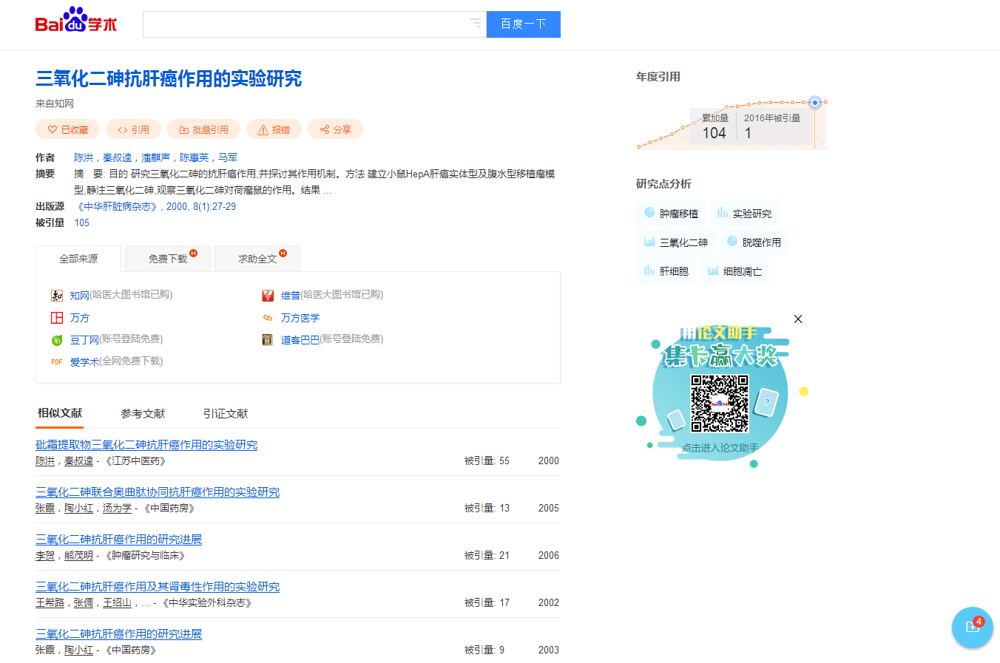 Bai du 学术
百度一下
三氧化二砷抗肝癌作用的实验研究
来自知网
已收藏
引用
批量引用
报错
分享
作者 陈洪，秦叔逵，潘麒声，陈惠英，马军
摘要 摘 要: 目的 研究三氧化二砷的抗肝癌作用,并探讨其作用机制。方法 建立小鼠HepA肝癌实体型及腹水型移植瘤模
型,静注三氧化二砷,观察三氧化二砷对荷瘤鼠的作用。结果 ...
出版源 《中华肝脏病杂志》, 2000, 8(1):27-29
被引量 105
全部来源
免费下载 H
求助全文 H
知网(哈医大图书馆已购)
维普(哈医大图书馆已购)
万方
万方医学
豆丁网(账号登陆免费)
道客巴巴(账号登陆免费)
PDF 爱学术(全网免费下载)
相似文献
参考文献
引证文献
砒霜提取物三氧化二砷抗肝癌作用的实验研究
陈洪，秦叔逵 - 《江苏中医药》 被引量: 55 2000
三氧化二砷联合奥曲肽协同抗肝癌作用的实验研究
张霞，陶小红，汤为学 - 《中国药房》 被引量: 13 2005
三氧化二砷抗肝癌作用的研究进展
李贺，熊茂明 - 《肿瘤研究与临床》 被引量: 21 2006
三氧化二砷抗肝癌作用及其肾毒性作用的实验研究
王希路，张倜，王绍山，... - 《中华实验外科杂志》 被引量: 17 2002
三氧化二砷抗肝癌作用的研究进展
张霞，陶小红 - 《中国药房》 被引量: 9 2003
年度引用
累加量 2016年被引量
104 1
研究点分析
肿瘤移植
实验研究
三氧化二砷
脱噬作用
肝细胞
细胞凋亡
用论文助手
集卡赢大奖
?
点击进入论文助手
4